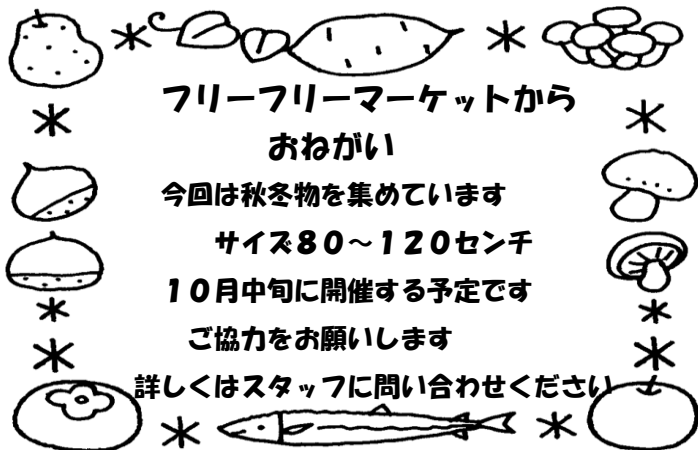 フリーフリーマーケットから
おねがい
今回は秋冬物を集めています
サイズ８０～１２０センチ
１０月中旬に開催する予定です
ご協力をお願いします
詳しくはスタッフに問い合わせください